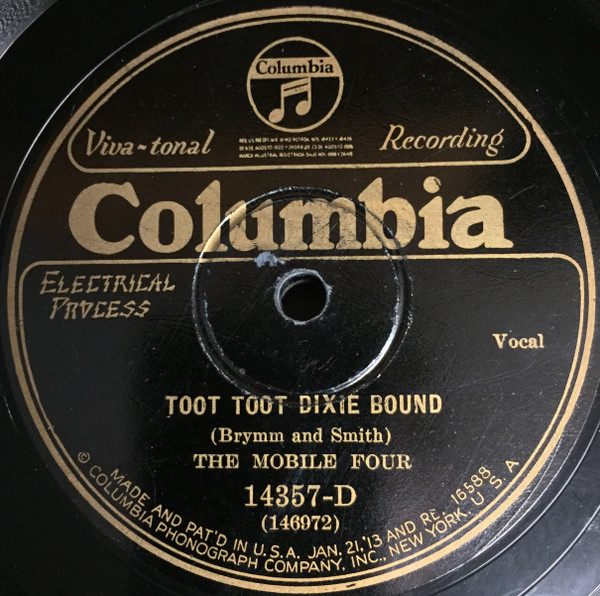 Columbia
Viva-tonal
Recording
Columbia
ELECTRICAL
PROCESS
Vocal
TOOT TOOT DIXIE BOUND
(Brymm and Smith)
THE MOBILE FOUR
14357-D
(146972)
MADE AND PAT'D IN U.S.A. JAN. 21,'13 AND RE. 16588
© COLUMBIA PHONOGRAPH COMPANY, INC., NEW YORK, U. S. A